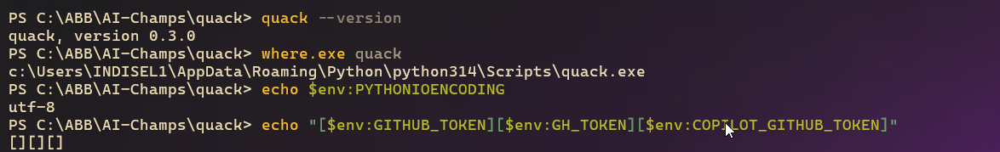 PS C:\ABB\AI-Champs\quack> quack --version
quack, version 0.3.0
PS C:\ABB\AI-Champs\quack> where.exe quack
c:\Users\INDISEL1\AppData\Roaming\Python\python314\Scripts\quack.exe
PS C:\ABB\AI-Champs\quack> echo $env:PYTHONIOENCODING
utf-8
PS C:\ABB\AI-Champs\quack> echo "[$env:GITHUB_TOKEN][$env:GH_TOKEN][$env:COPILOT_GITHUB_TOKEN]"
[][][]